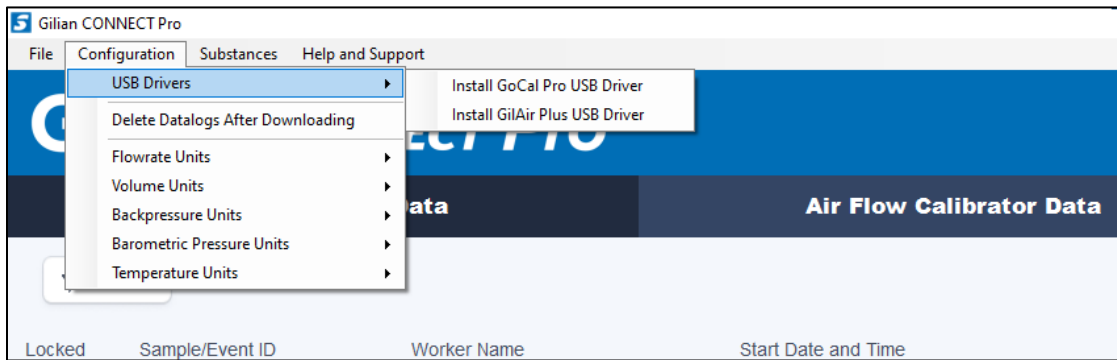 Gilian CONNECT Pro
File Configuration Substances Help and Support
USB Drivers
Install GoCal Pro USB Driver
Install GilAir Plus USB Driver
Delete Datalogs After Downloading
Flowrate Units
Volume Units
Backpressure Units
Barometric Pressure Units
Temperature Units
Air Flow Calibrator Data
Locked Sample/Event ID Worker Name Start Date and Time